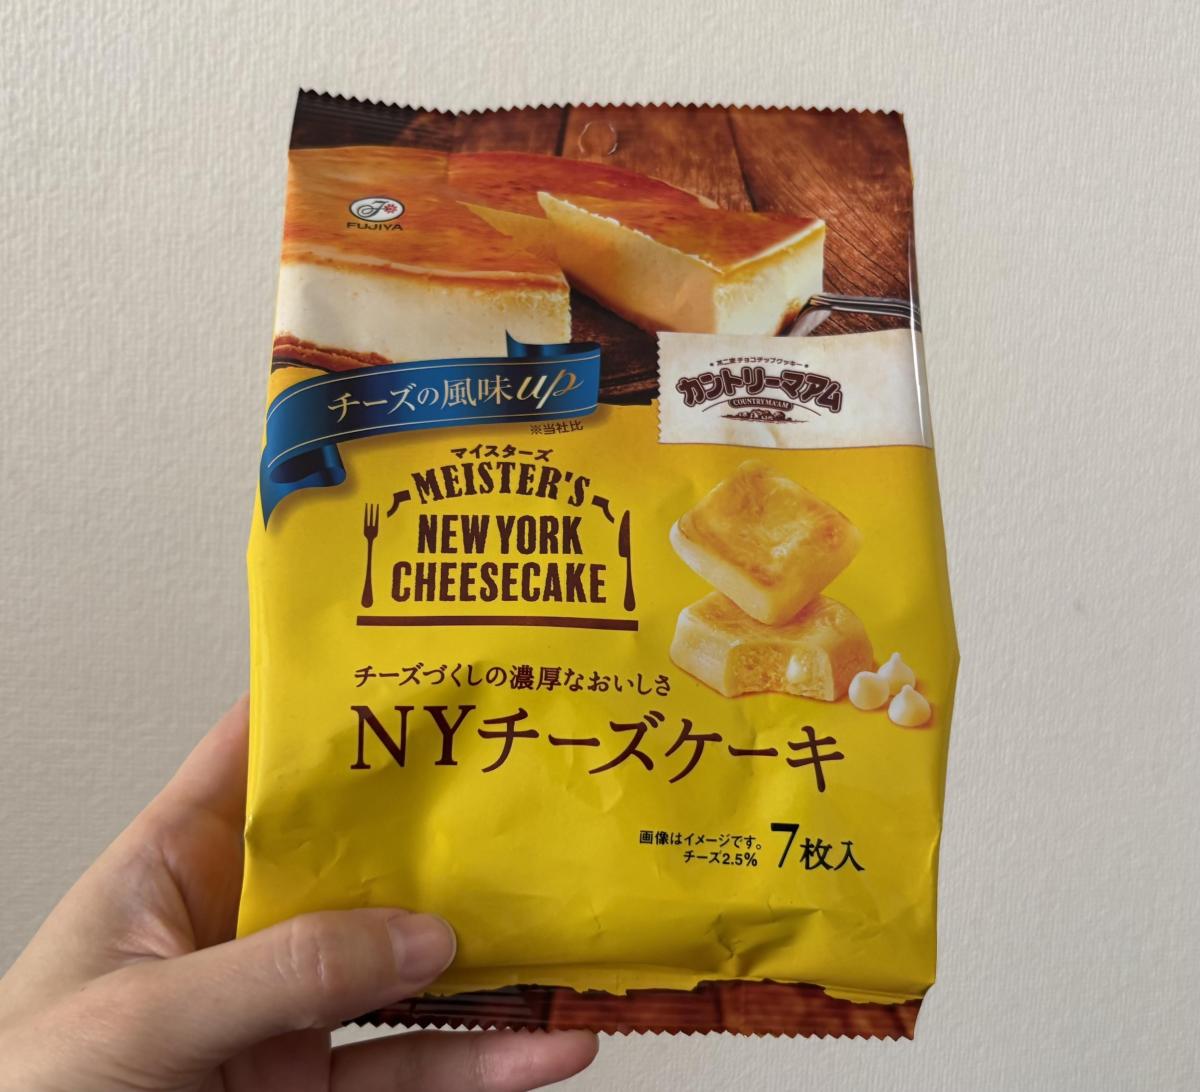 FUJIYA
チーズの風味up
※当社比
不二家チョコチップクッキー
カントリーマアム
COUNTRY MA'AM
マイスターズ
MEISTER'S
NEW YORK
CHEESECAKE
チーズづくしの濃厚なおいしさ
NYチーズケーキ
画像はイメージです。
チーズ2.5%
7枚入